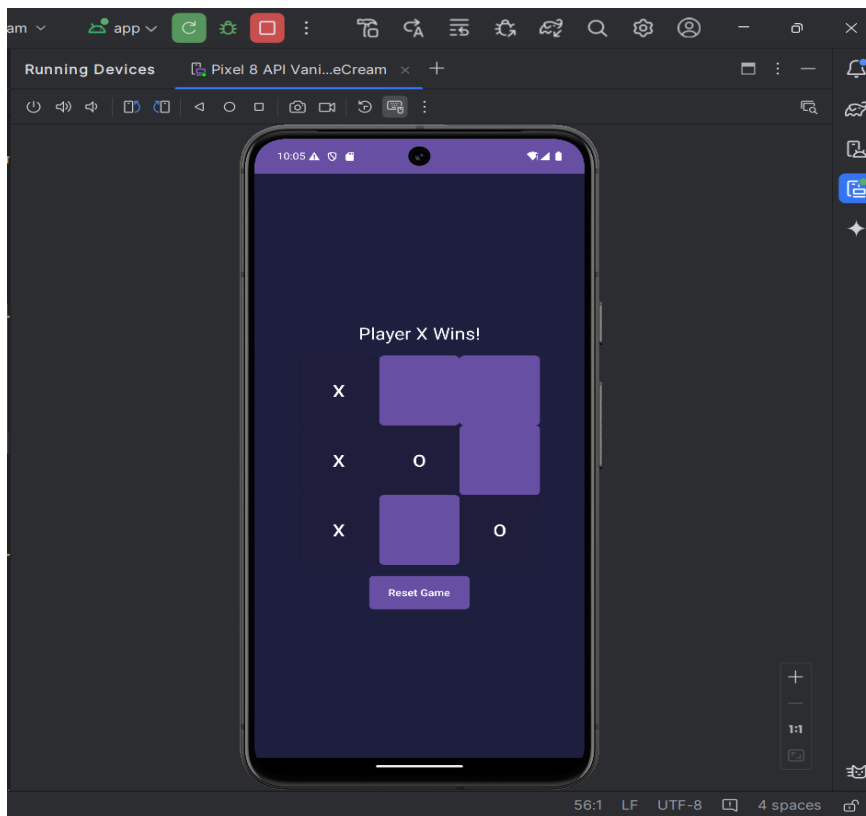 am app
Running Devices Pixel 8 API Vani...eCream
10:05
Player X Wins!
X
X O
X O
Reset Game
1:1
56:1 LF UTF-8 4 spaces